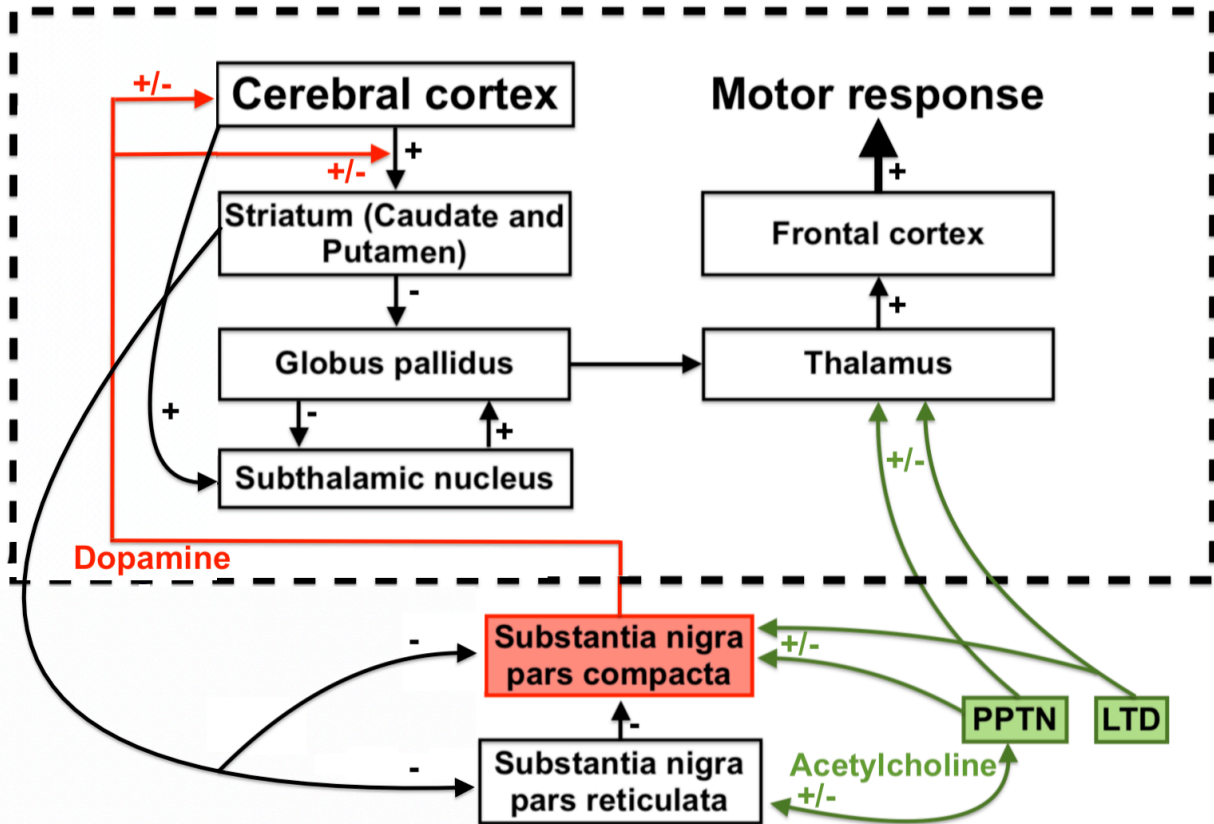 +/-
Cerebral cortex
Motor response
+
+/-
+
Striatum (Caudate and
Putamen)
Frontal cortex
-
+
Globus pallidus
Thalamus
-
+
+
+/-
Subthalamic nucleus
Dopamine
-
Substantia nigra
pars compacta
+/-
PPTN
LTD
-
-
Substantia nigra
pars reticulata
Acetylcholine
+/-